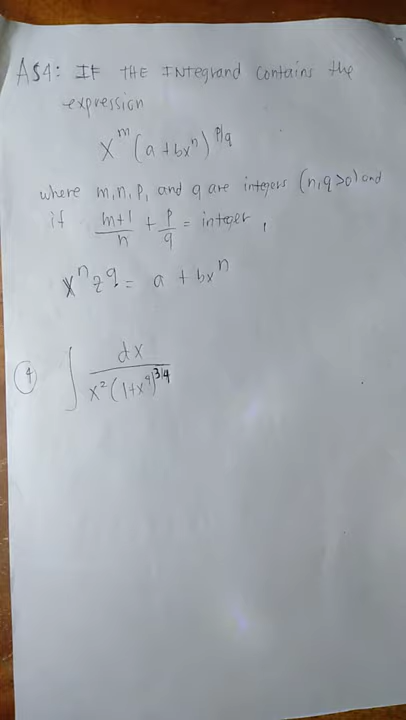 AS4: IF THE INtegrand contains the
expression
x^m (a + bx^n)^p/q
where m,n,p, and q are integers (n,q >0) and
if (m+1)/n + p/q = integer,
x^n z^q = a + bx^n
④ ∫ dx / x^2 (1+x^4)^3/4